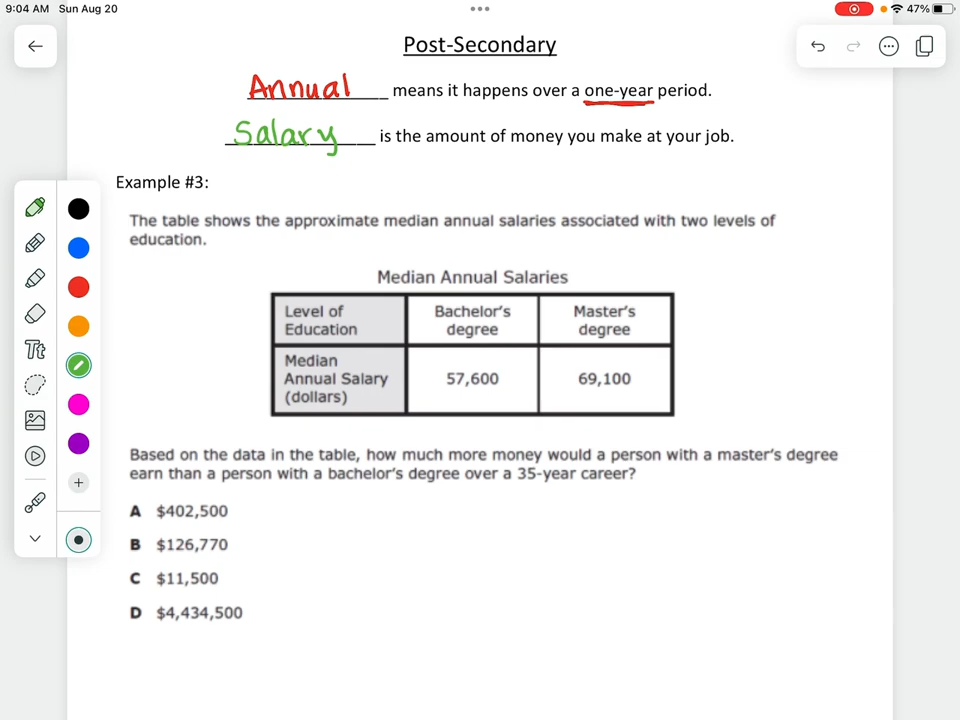 9:04 AM Sun Aug 20
47%
Post-Secondary
Annual means it happens over a one-year period.
Salary is the amount of money you make at your job.
Example #3:
The table shows the approximate median annual salaries associated with two levels of
education.
Median Annual Salaries
Level of Education Bachelor's degree Master's degree
Median Annual Salary (dollars) 57,600 69,100
Based on the data in the table, how much more money would a person with a master's degree
earn than a person with a bachelor's degree over a 35-year career?
A $402,500
B $126,770
C $11,500
D $4,434,500
Tt